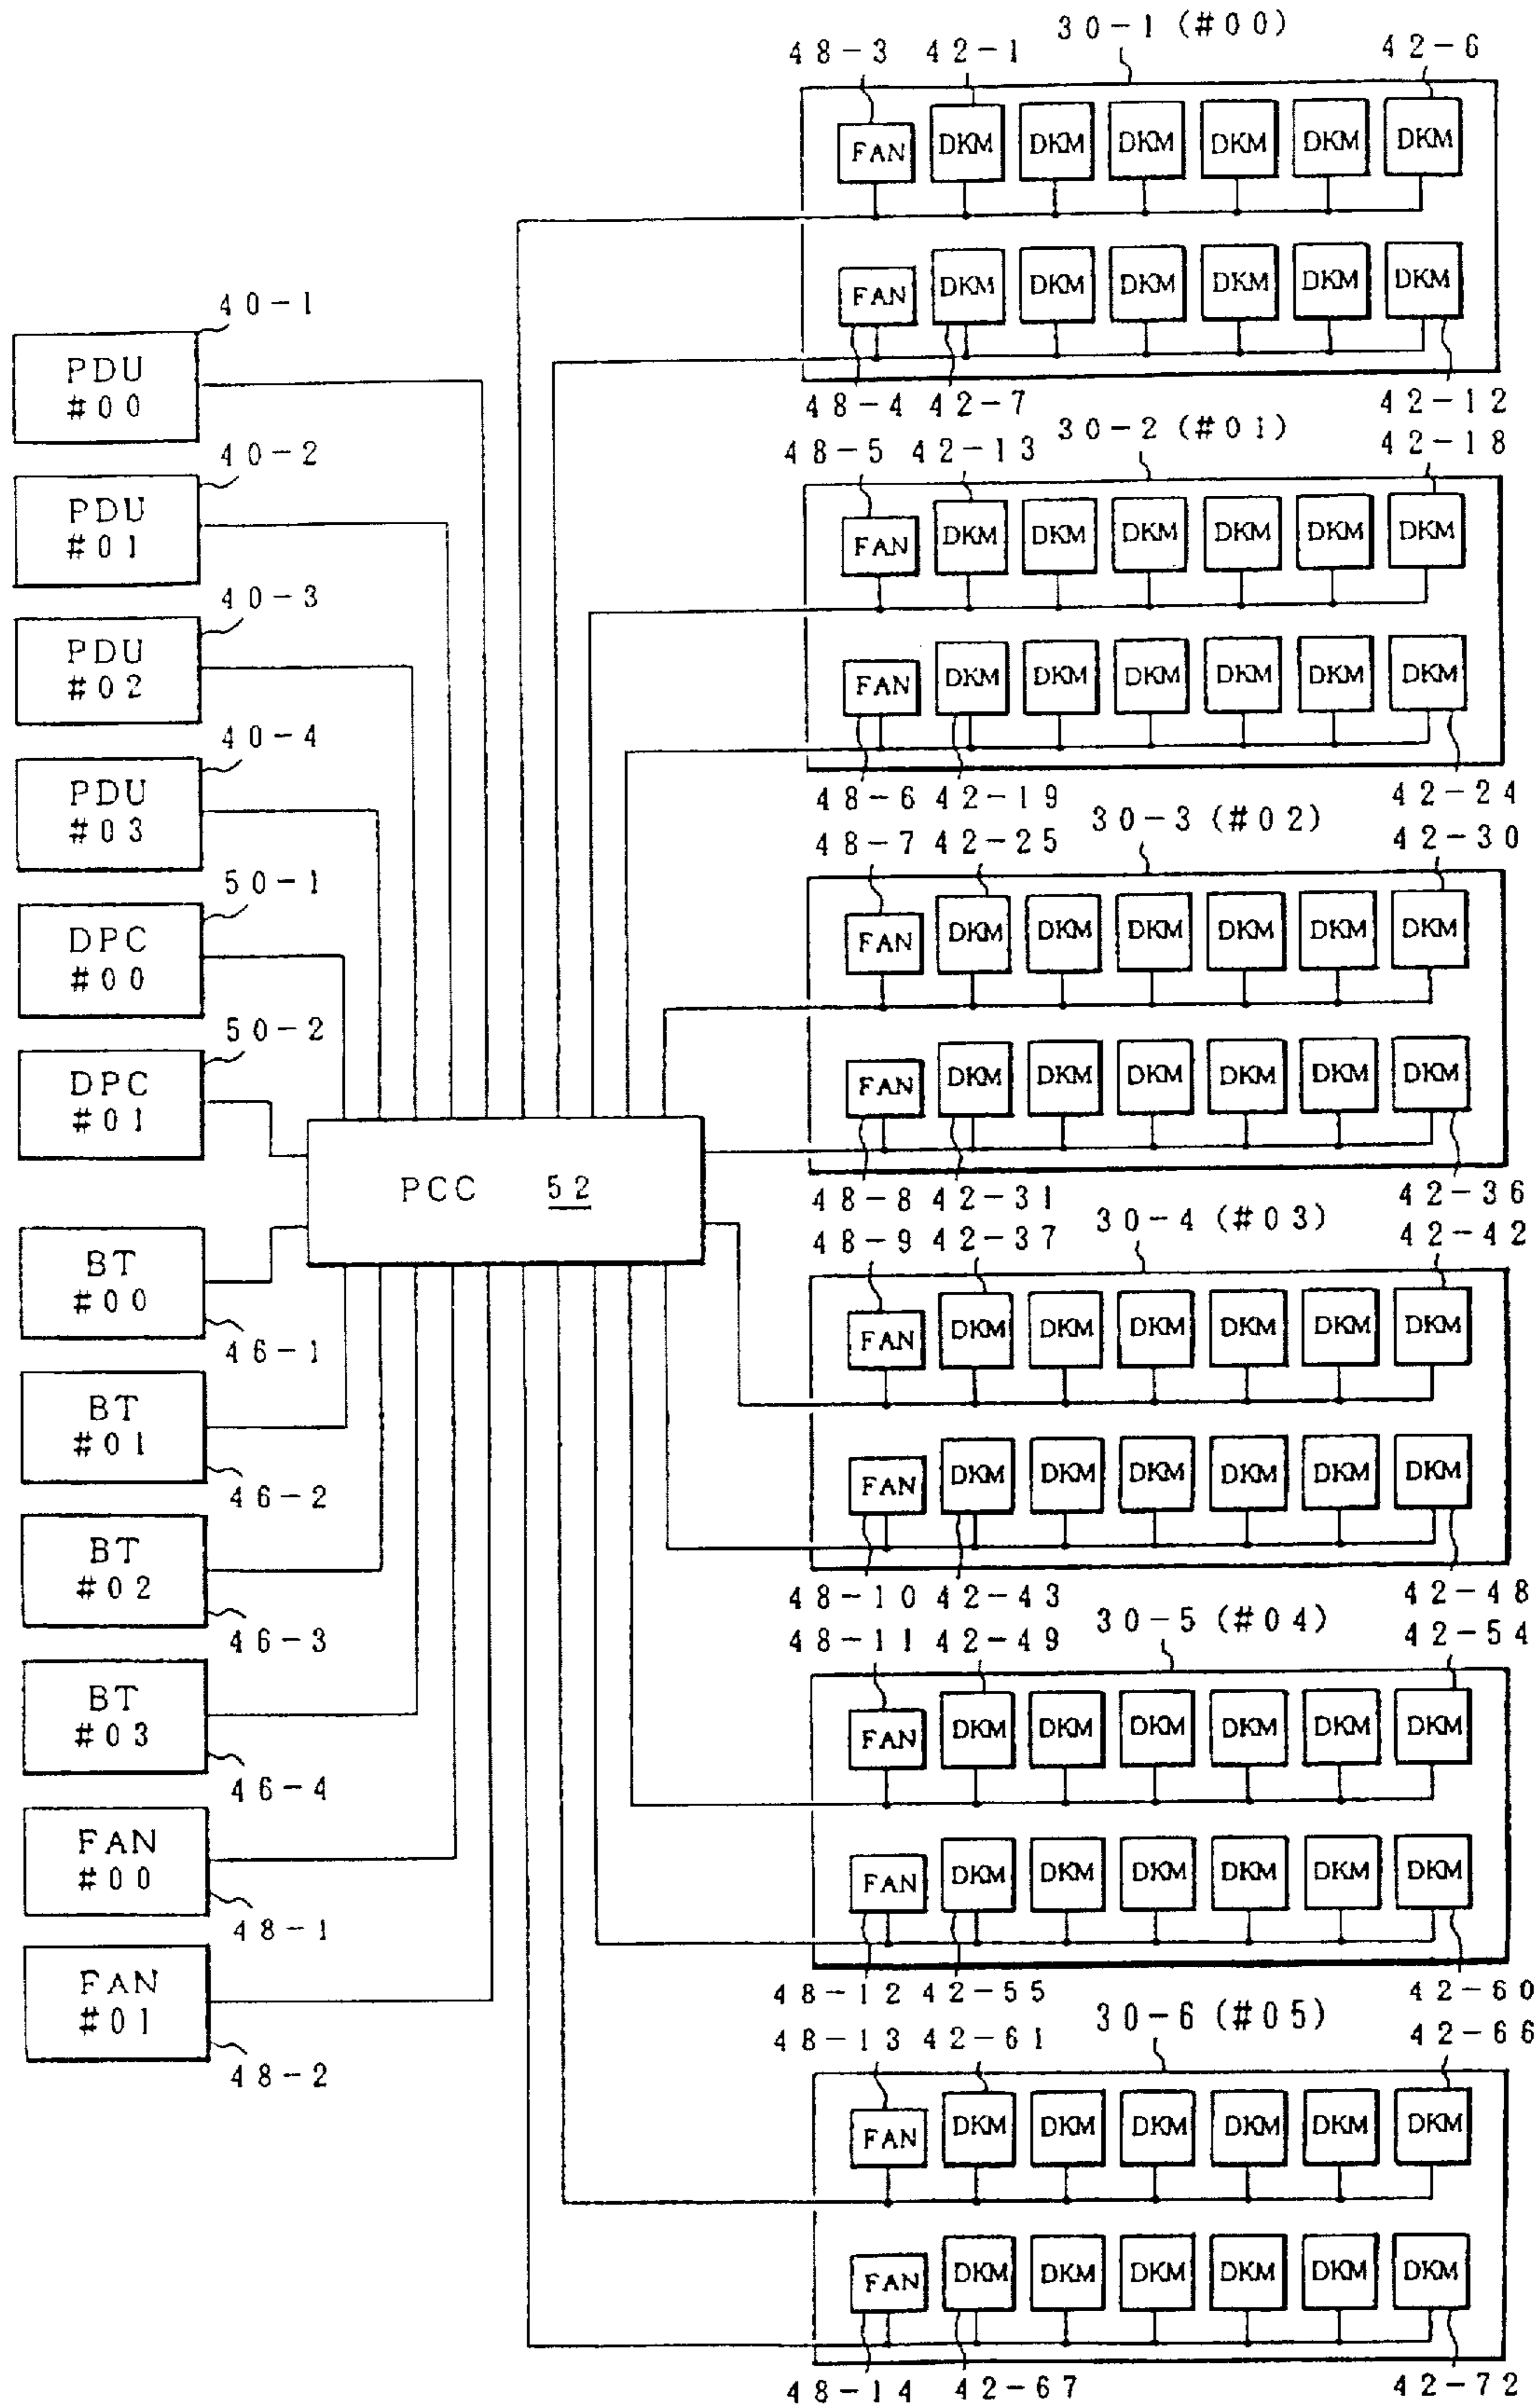 30-1 (#00)
48-3 42-1 42-6
FAN DKM DKM DKM DKM DKM DKM
FAN DKM DKM DKM DKM DKM DKM
48-4 42-7 42-12
30-2 (#01)
48-5 42-13 42-18
FAN DKM DKM DKM DKM DKM DKM
FAN DKM DKM DKM DKM DKM DKM
48-6 42-19 42-24
30-3 (#02)
48-7 42-25 42-30
FAN DKM DKM DKM DKM DKM DKM
FAN DKM DKM DKM DKM DKM DKM
48-8 42-31 42-36
30-4 (#03)
48-9 42-37 42-42
FAN DKM DKM DKM DKM DKM DKM
FAN DKM DKM DKM DKM DKM DKM
48-10 42-43 42-48
30-5 (#04)
48-11 42-49 42-54
FAN DKM DKM DKM DKM DKM DKM
FAN DKM DKM DKM DKM DKM DKM
48-12 42-55 42-60
30-6 (#05)
48-13 42-61 42-66
FAN DKM DKM DKM DKM DKM DKM
FAN DKM DKM DKM DKM DKM DKM
48-14 42-67 42-72
40-1
PDU
#00
40-2
PDU
#01
40-3
PDU
#02
40-4
PDU
#03
50-1
DPC
#00
50-2
DPC
#01
PCC 52
BT
#00
46-1
BT
#01
46-2
BT
#02
46-3
BT
#03
46-4
FAN
#00
48-1
FAN
#01
48-2